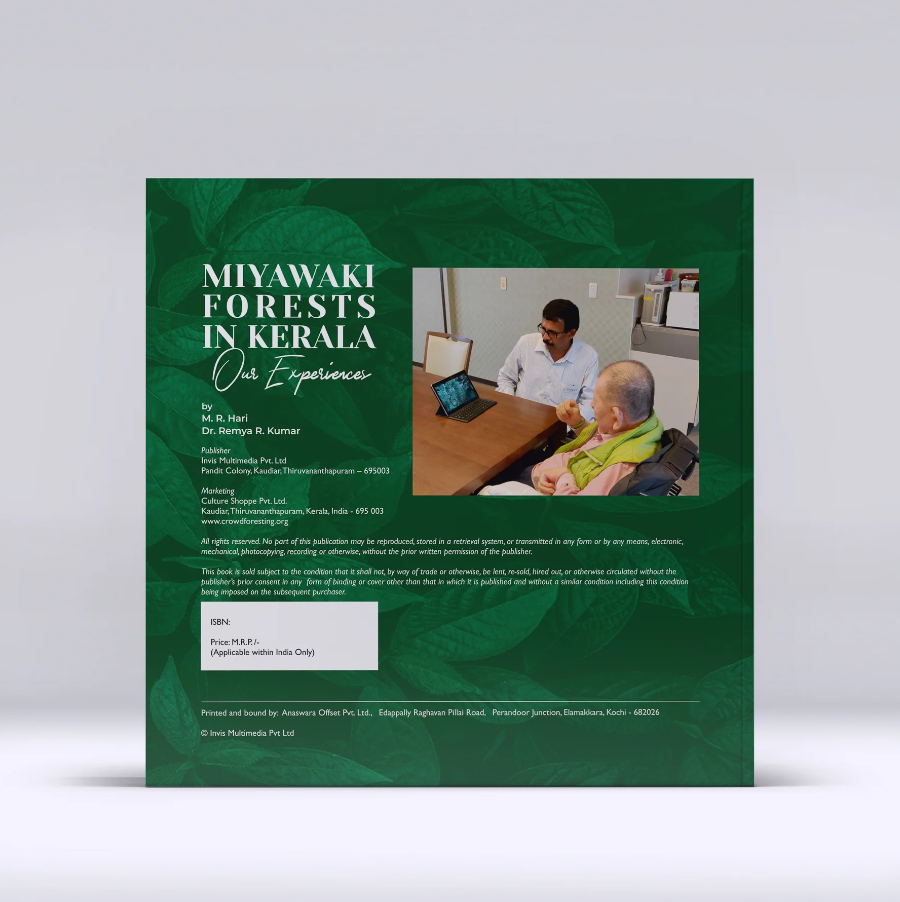 MIYAWAKI
FORESTS
IN KERALA
Our Experiences
by
M. R. Hari
Dr. Remya R. Kumar
Publisher
Invis Multimedia Pvt. Ltd
Pandit Colony, Kaudiar, Thiruvananthapuram – 695003
Marketing
Culture Shoppe Pvt. Ltd.
Kaudiar, Thiruvananthapuram, Kerala, India - 695 003
www.crowdforesting.org
All rights reserved. No part of this publication may be reproduced, stored in a retrieval system, or transmitted in any form or by any means, electronic,
mechanical, photocopying, recording or otherwise, without the prior written permission of the publisher.
This book is sold subject to the condition that it shall not, by way of trade or otherwise, be lent, re-sold, hired out, or otherwise circulated without the
publisher's prior consent in any form of binding or cover other than that in which it is published and without a similar condition including this condition
being imposed on the subsequent purchaser.
ISBN:
Price: M.R.P. /-
(Applicable within India Only)
Printed and bound by: Anaswara Offset Pvt. Ltd., Edappally Raghavan Pillai Road, Perandoor Junction, Elamakkara, Kochi - 682026
© Invis Multimedia Pvt Ltd